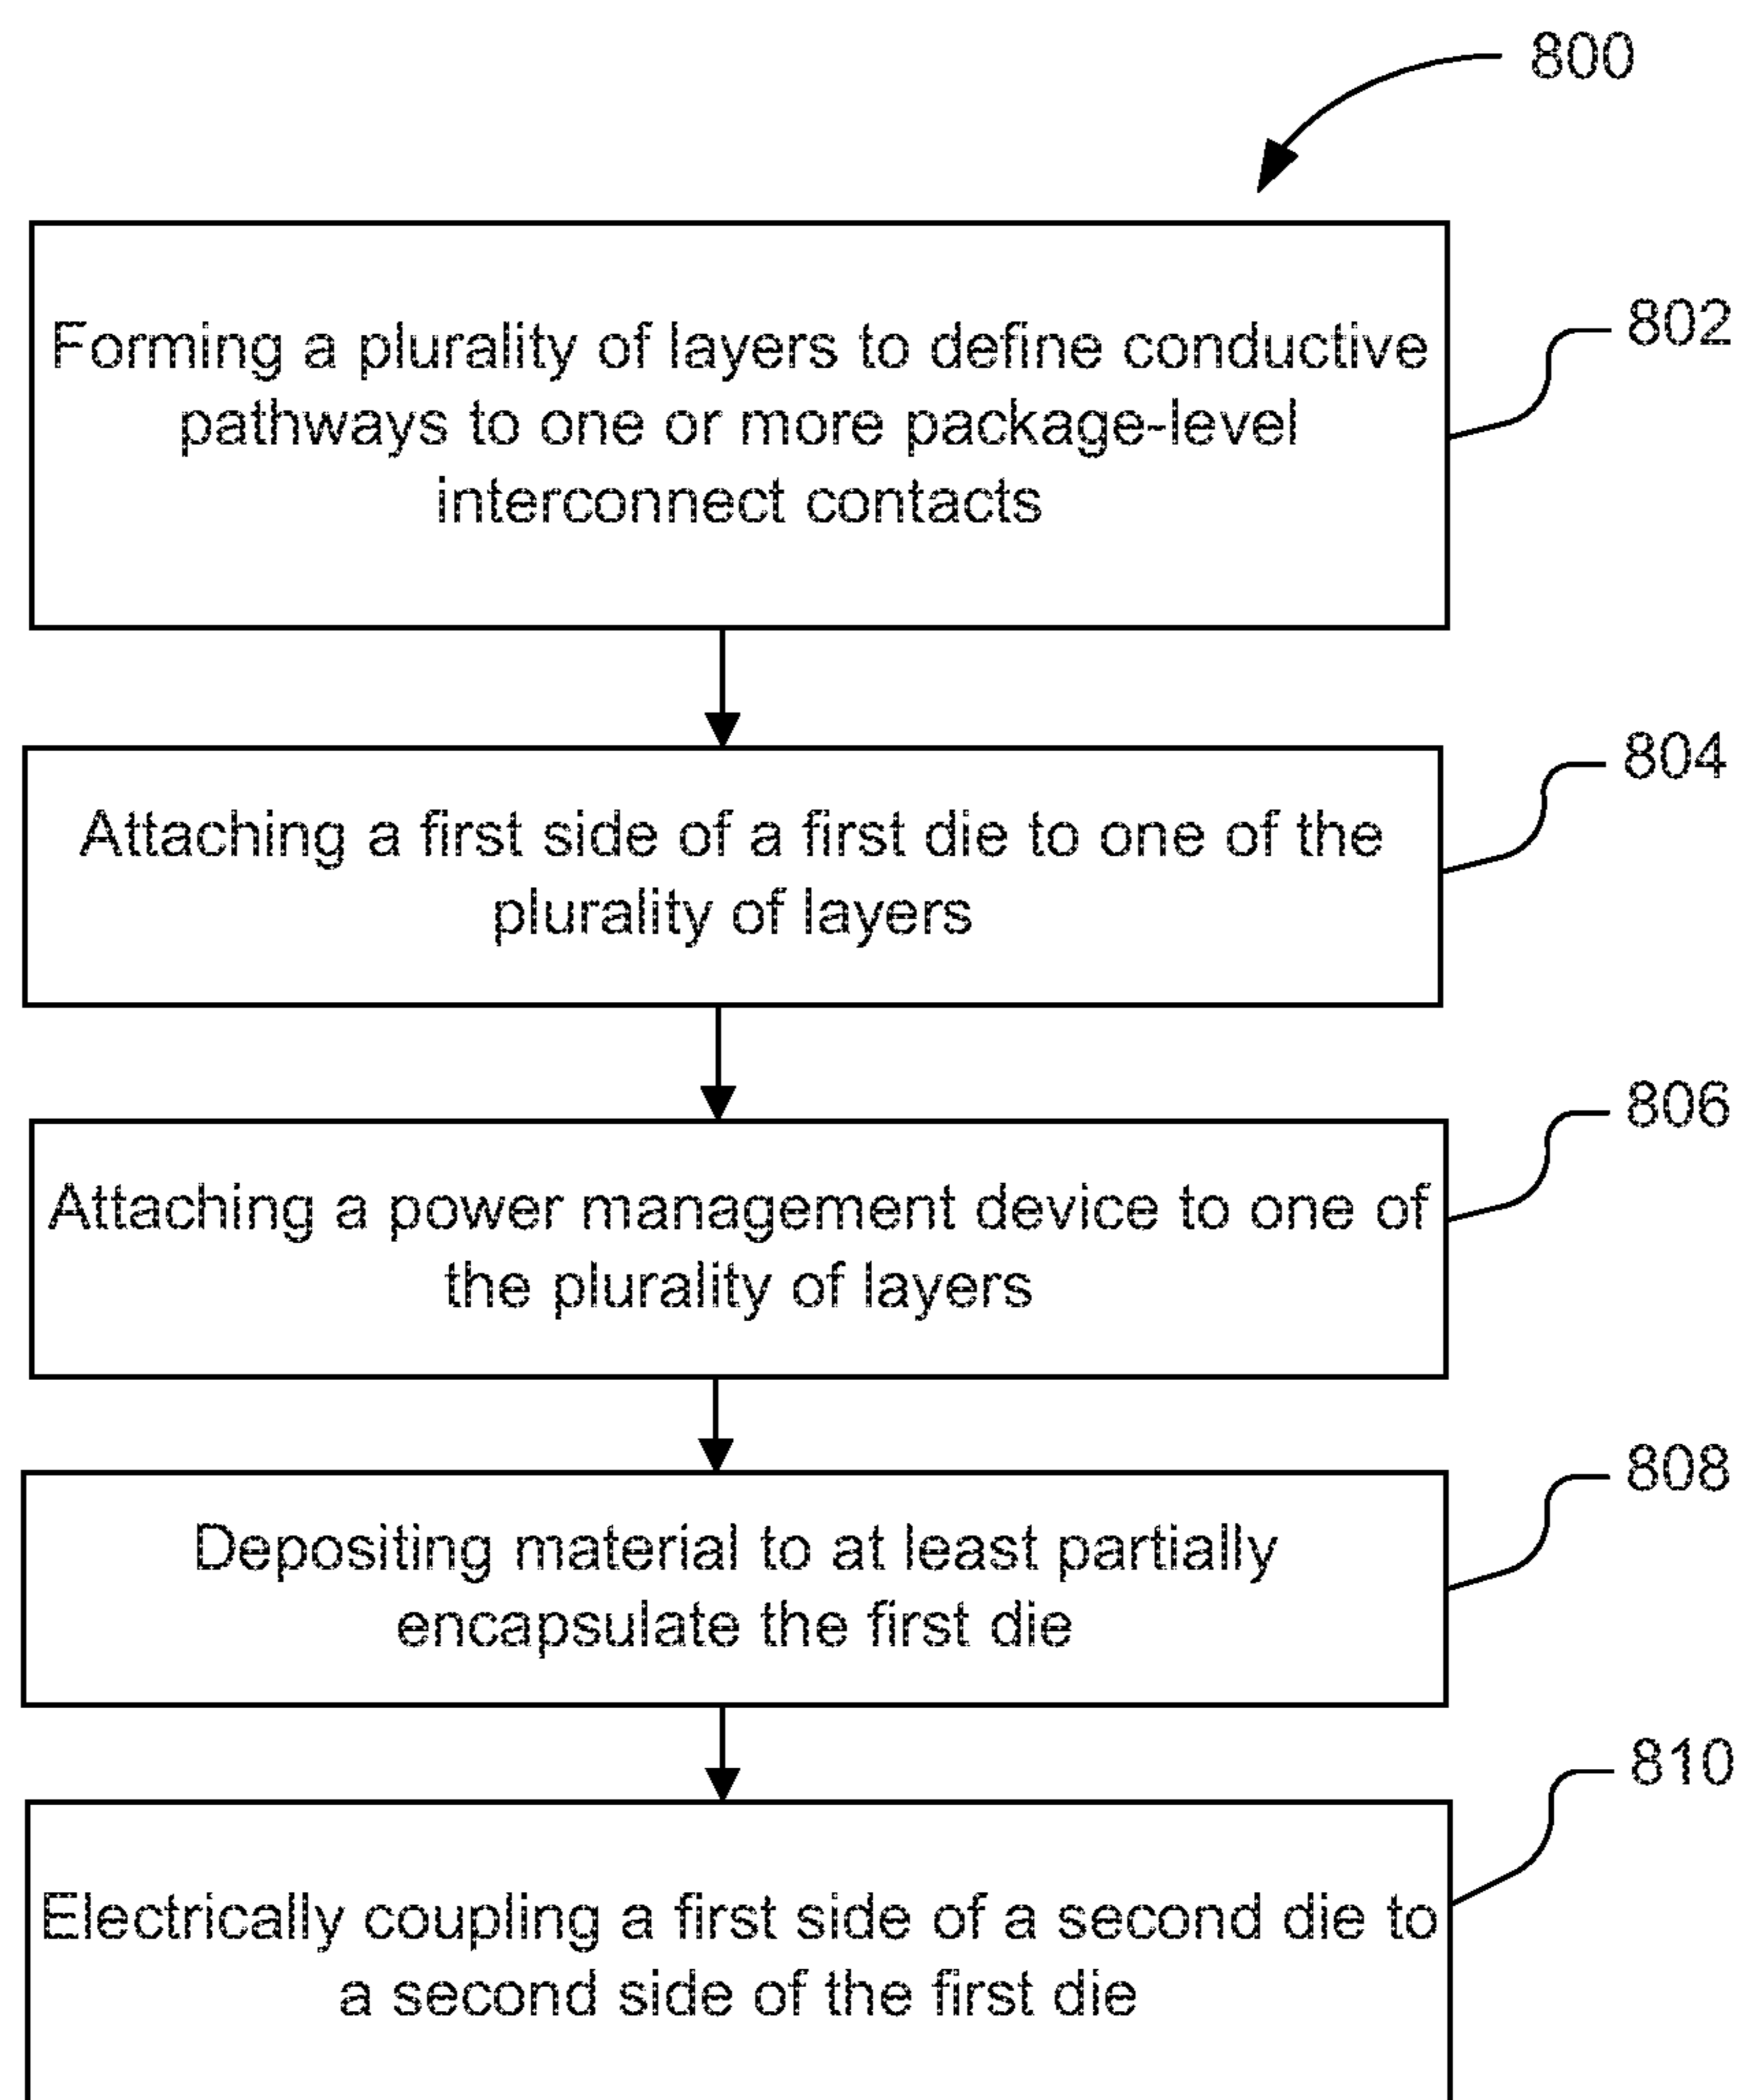 800
Forming a plurality of layers to define conductive
pathways to one or more package-level
interconnect contacts
802
Attaching a first side of a first die to one of the
plurality of layers
804
Attaching a power management device to one of
the plurality of layers
806
Depositing material to at least partially
encapsulate the first die
808
Electrically coupling a first side of a second die to
a second side of the first die
810